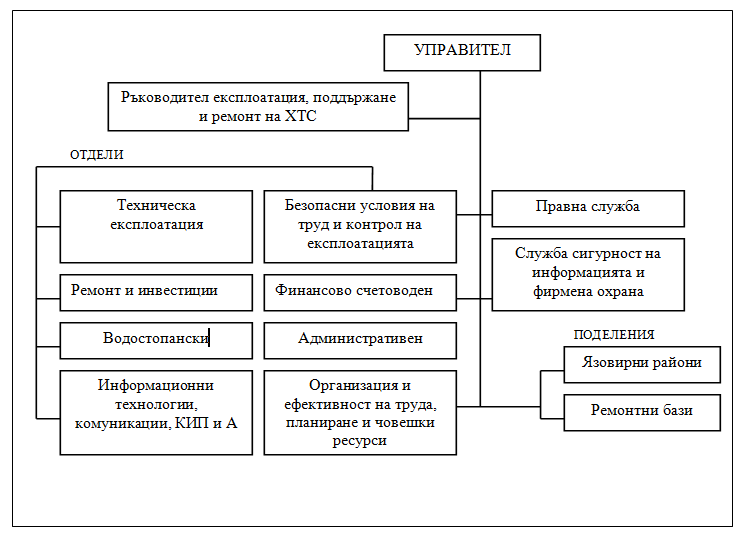 УПРАВИТЕЛ
Ръководител експлоатация, поддържане
и ремонт на ХТС
ОТДЕЛИ
Техническа
експлоатация
Безопасни условия на
труд и контрол на
експлоатацията
Правна служба
Служба сигурност на
информацията и
фирмена охрана
Ремонт и инвестиции
Финансово счетоводен
Водостопански
Административен
ПОДЕЛЕНИЯ
Язовирни райони
Ремонтни бази
Информационни
технологии,
комуникации, КИП и А
Организация и
ефективност на труда,
планиране и човешки
ресурси